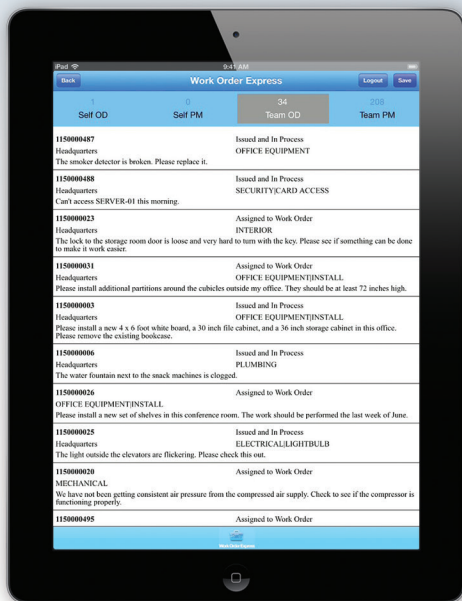 iPad 9:41 AM
Back Work Order Express Logout Save
1 0 34 208
Self OD Self PM Team OD Team PM
1150000487 Issued and In Process
Headquarters OFFICE EQUIPMENT
The smoker detector is broken. Please replace it.
1150000488 Issued and In Process
Headquarters SECURITY|CARD ACCESS
Can't access SERVER-01 this morning.
1150000023 Assigned to Work Order
Headquarters INTERIOR
The lock to the storage room door is loose and very hard to turn with the key. Please see if something can be done
to make it work easier.
1150000031 Assigned to Work Order
Headquarters OFFICE EQUIPMENT|INSTALL
Please install additional partitions around the cubicles outside my office. They should be at least 72 inches high.
1150000003 Issued and In Process
Headquarters OFFICE EQUIPMENT|INSTALL
Please install a new 4 x 6 foot white board, a 30 inch file cabinet, and a 36 inch storage cabinet in this office.
Please remove the existing bookcase.
1150000006 Issued and In Process
Headquarters PLUMBING
The water fountain next to the snack machines is clogged.
1150000026 Assigned to Work Order
OFFICE EQUIPMENT|INSTALL
Please install a new set of shelves in this conference room. The work should be performed the last week of June.
1150000025 Issued and In Process
Headquarters ELECTRICAL|LIGHTBULB
The light outside the elevators are flickering. Please check this out.
1150000020 Assigned to Work Order
MECHANICAL
We have not been getting consistent air pressure from the compressed air supply. Check to see if the compressor is
functioning properly.
1150000495 Assigned to Work Order
Work Order Express